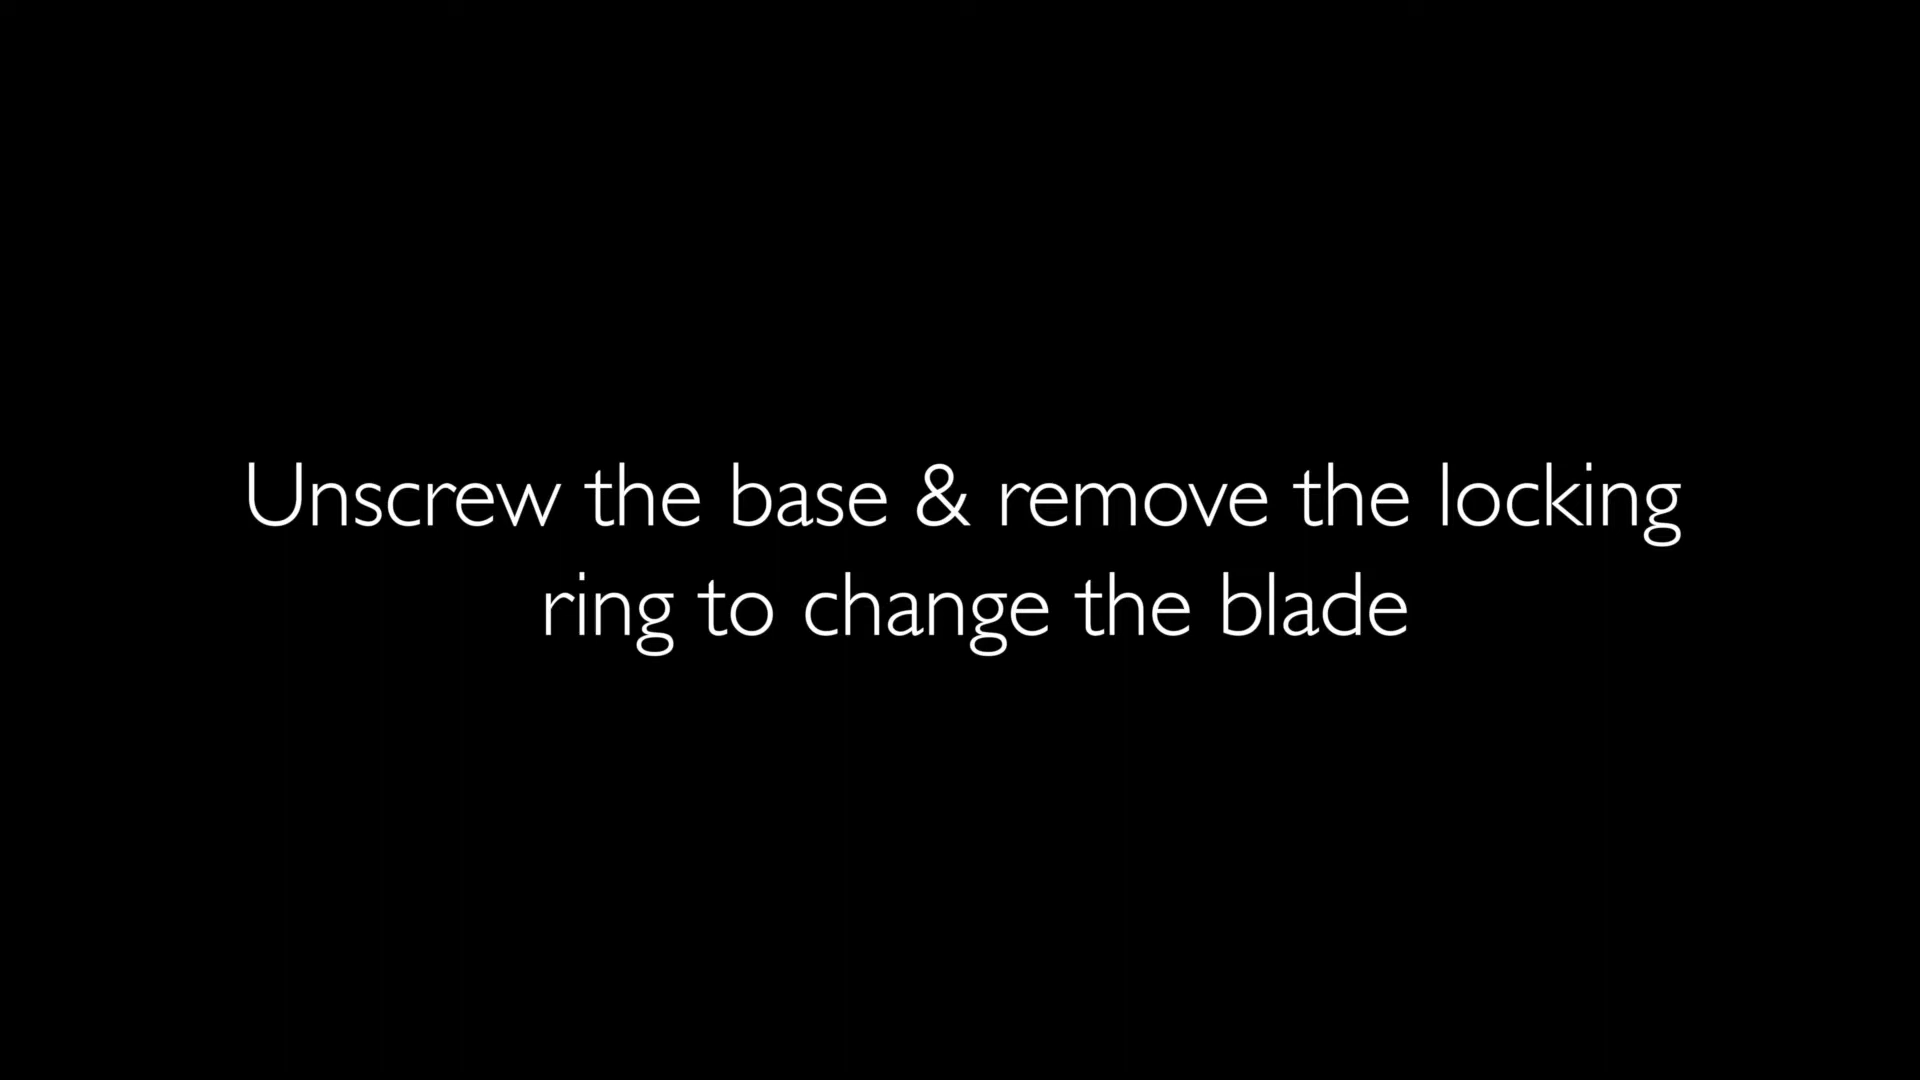 Unscrew the base & remove the locking
ring to change the blade